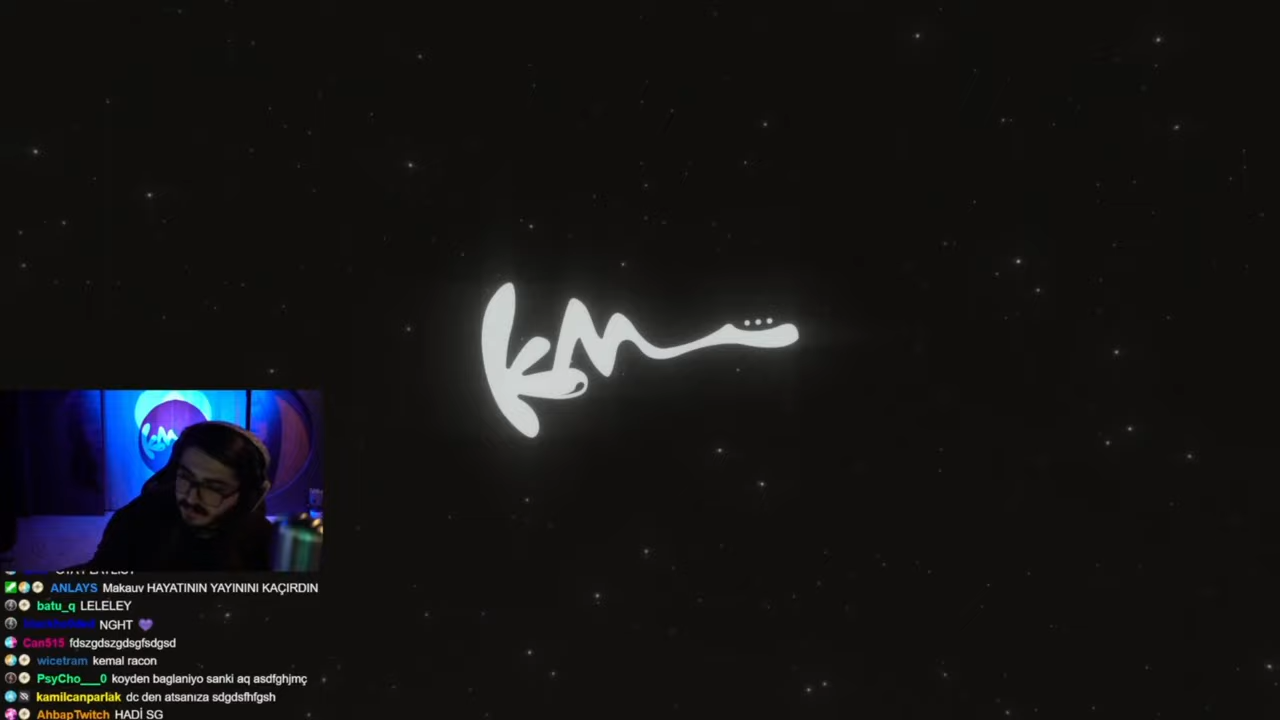 km
km
ANLAYS Makauv HAYATININ YAYININI KAÇIRDIN
batu_q LELELEY
NGHT 💜
Can515 fdszgdszgdsgfsdgsd
wicetram kemal racon
PsyCho___0 koyden baglaniyo sanki aq asdfghjmç
kamilcanparlak dc den atsanıza sdgdsfhfgsh
AhbapTwitch HADİ SG